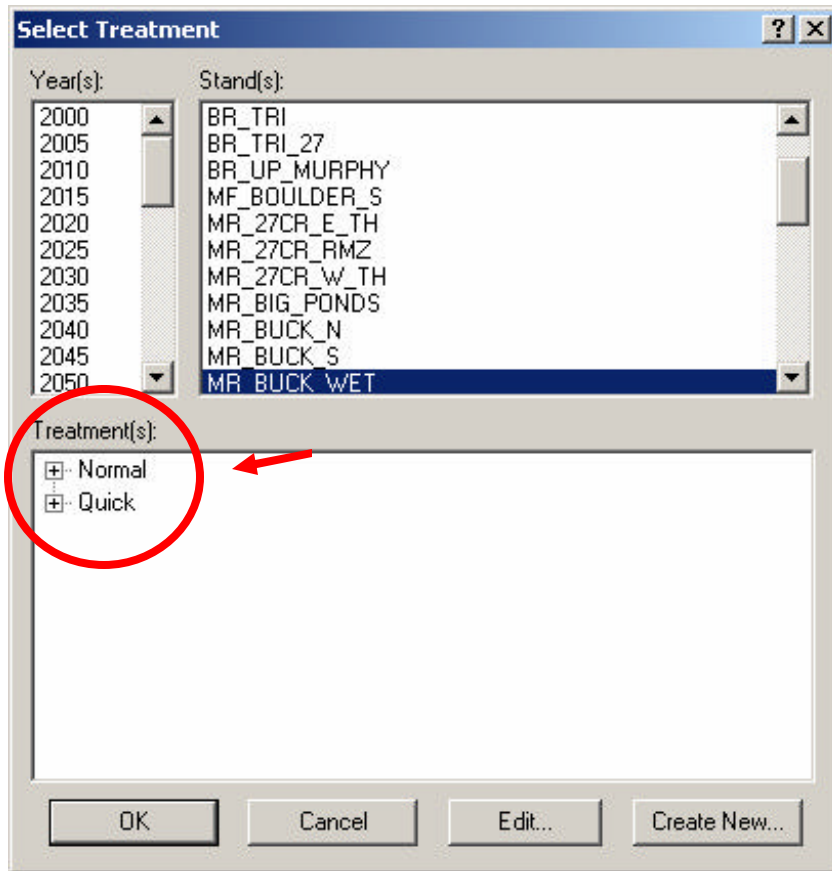 Select Treatment
Year(s):
Stand(s):
2000
2005
2010
2015
2020
2025
2030
2035
2040
2045
2050
BR_TRI
BR_TRI_27
BR_UP_MURPHY
MF_BOULDER_S
MR_27CR_E_TH
MR_27CR_RMZ
MR_27CR_W_TH
MR_BIG_PONDS
MR_BUCK_N
MR_BUCK_S
MR_BUCK_WET
Treatment(s):
Normal
Quick
OK
Cancel
Edit...
Create New...